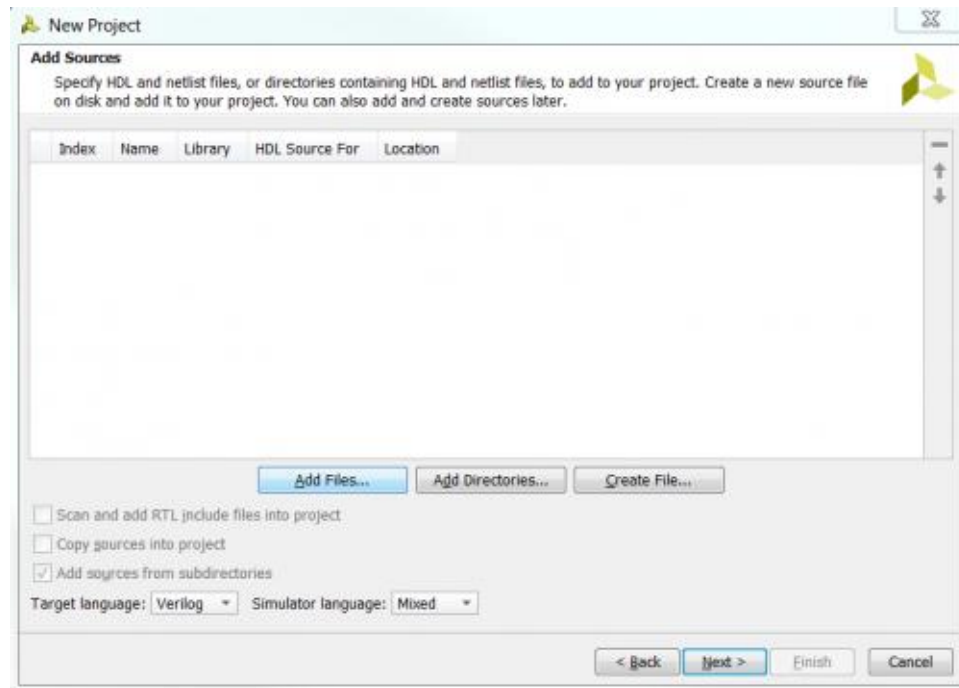 New Project
Add Sources
Specify HDL and netlist files, or directories containing HDL and netlist files, to add to your project. Create a new source file
on disk and add it to your project. You can also add and create sources later.
Index Name Library HDL Source For Location
Add Files... Add Directories... Create File...
Scan and add RTL include files into project
Copy sources into project
Add sources from subdirectories
Target language: Verilog Simulator language: Mixed
< Back Next > Finish Cancel